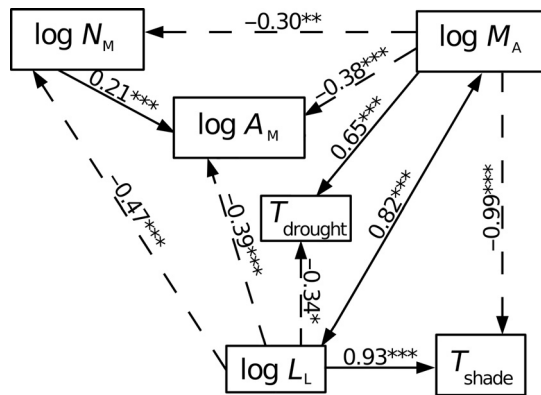 −0.30**
log N_M
log M_A
−0.38***
0.21***
log A_M
0.65***
T_drought
0.82***
−0.66***
−0.47***
−0.39***
−0.34*
log L_L
0.93***
T_shade